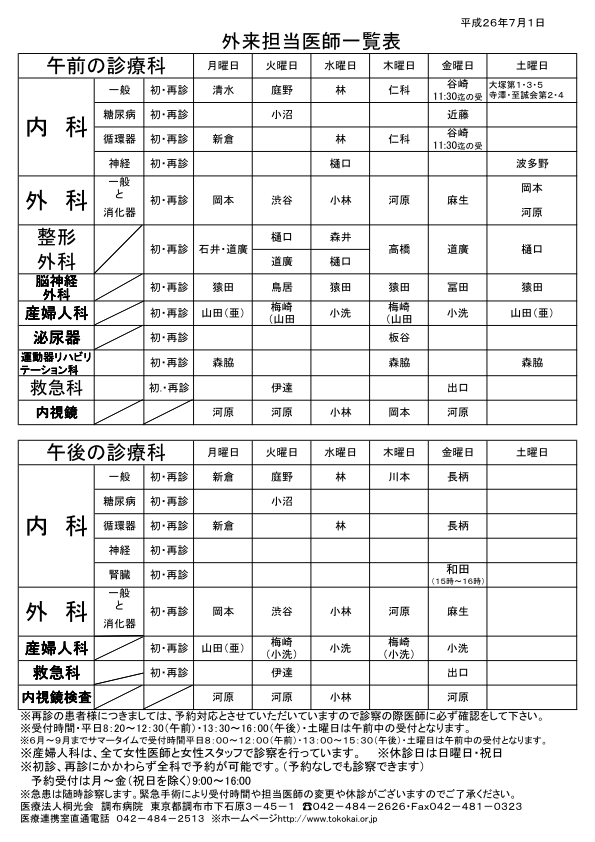 平成26年7月1日
外来担当医師一覧表
午前の診療科 月曜日 火曜日 水曜日 木曜日 金曜日 土曜日
内 科 一般 初・再診 清水 庭野 林 仁科 谷崎 11:30迄の受 大塚第1・3・5 寺澤・至誠会第2・4
糖尿病 初・再診 小沼 近藤
循環器 初・再診 新倉 林 仁科 谷崎 11:30迄の受
神経 初・再診 樋口 波多野
外 科 一般 と 消化器 初・再診 岡本 渋谷 小林 河原 麻生 岡本 河原
整形 外科 初・再診 石井・道廣 樋口 道廣 森井 樋口 高橋 道廣 樋口
脳神経 外科 初・再診 猿田 鳥居 猿田 猿田 冨田 猿田
産婦人科 初・再診 山田(亜) 梅崎 (山田 小洗 梅崎 (山田 小洗 山田(亜)
泌尿器 初・再診 板谷
運動器リハビリ テーション科 初・再診 森脇 森脇 森脇
救急科 初.・再診 伊達 出口
内視鏡 河原 河原 小林 岡本 河原
午後の診療科 月曜日 火曜日 水曜日 木曜日 金曜日 土曜日
内 科 一般 初・再診 新倉 庭野 林 川本 長柄
糖尿病 初・再診 小沼
循環器 初・再診 新倉 林 長柄
神経 初・再診
腎臓 初・再診 和田 (15時~16時)
外 科 一般 と 消化器 初・再診 岡本 渋谷 小林 河原 麻生
産婦人科 初・再診 山田(亜) 梅崎 (小洗) 小洗 梅崎 (小洗) 小洗
救急科 初・再診 伊達 出口
内視鏡検査 河原 河原 小林 河原
※再診の患者様につきましては、予約対応とさせていただいていますので診察の際医師に必ず確認をして下さい。
※受付時間・平日8:20~12:30(午前)・13:30~16:00(午後)・土曜日は午前中の受付となります。
※6月~9月までサマータイムで受付時間平日8:00~12:00(午前)・13:00~15:30(午後)・土曜日は午前中の受付となります。
※産婦人科は、全て女性医師と女性スタッフで診察を行っています。 ※休診日は日曜日・祝日
※初診、再診にかかわらず全科で予約が可能です。(予約なしでも診察できます)
予約受付は月~金(祝日を除く)9:00~16:00
※急患は随時診察します。緊急手術により受付時間や担当医師の変更や休診がございますのでご了承ください。
医療法人桐光会 調布病院 東京都調布市下石原3-45-1 ☎042-484-2626・Fax042-481-0323
医療連携室直通電話 042-484-2513 ※ホームページhttp://www.tokokai.or.jp